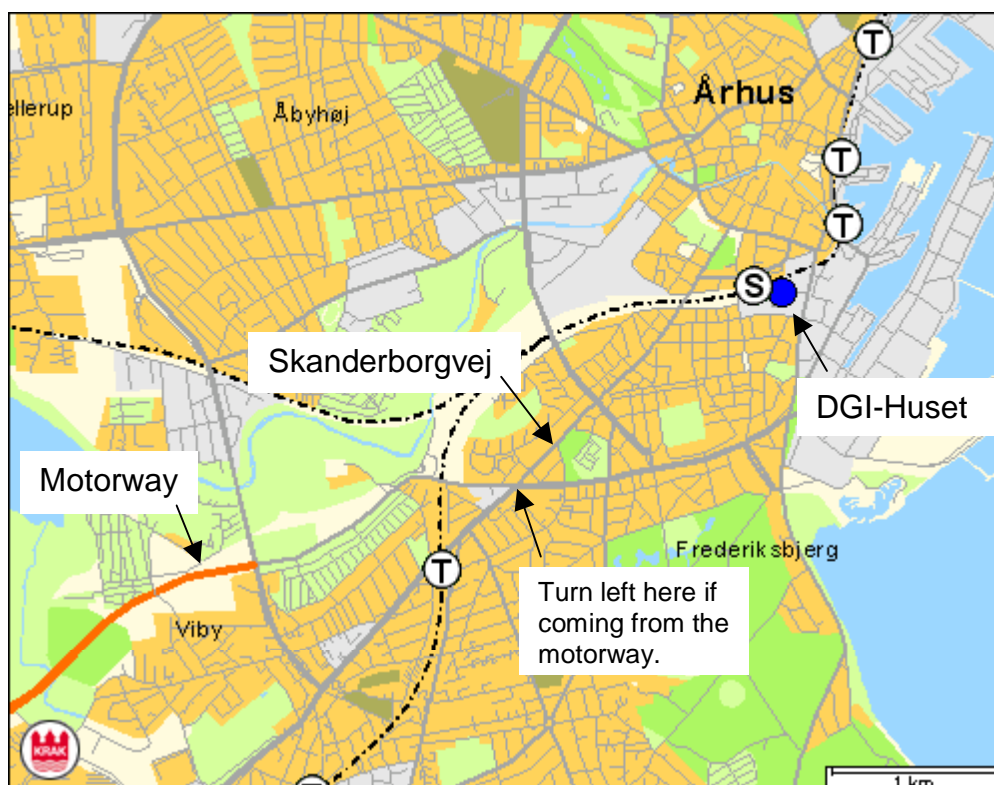 T
Århus
ellerup
Åbyhøj
T
T
S
Skanderborgvej
DGI-Huset
Motorway
Frederiksbjerg
T
Turn left here if
coming from the
motorway.
Viby
KRAK
T
1 km